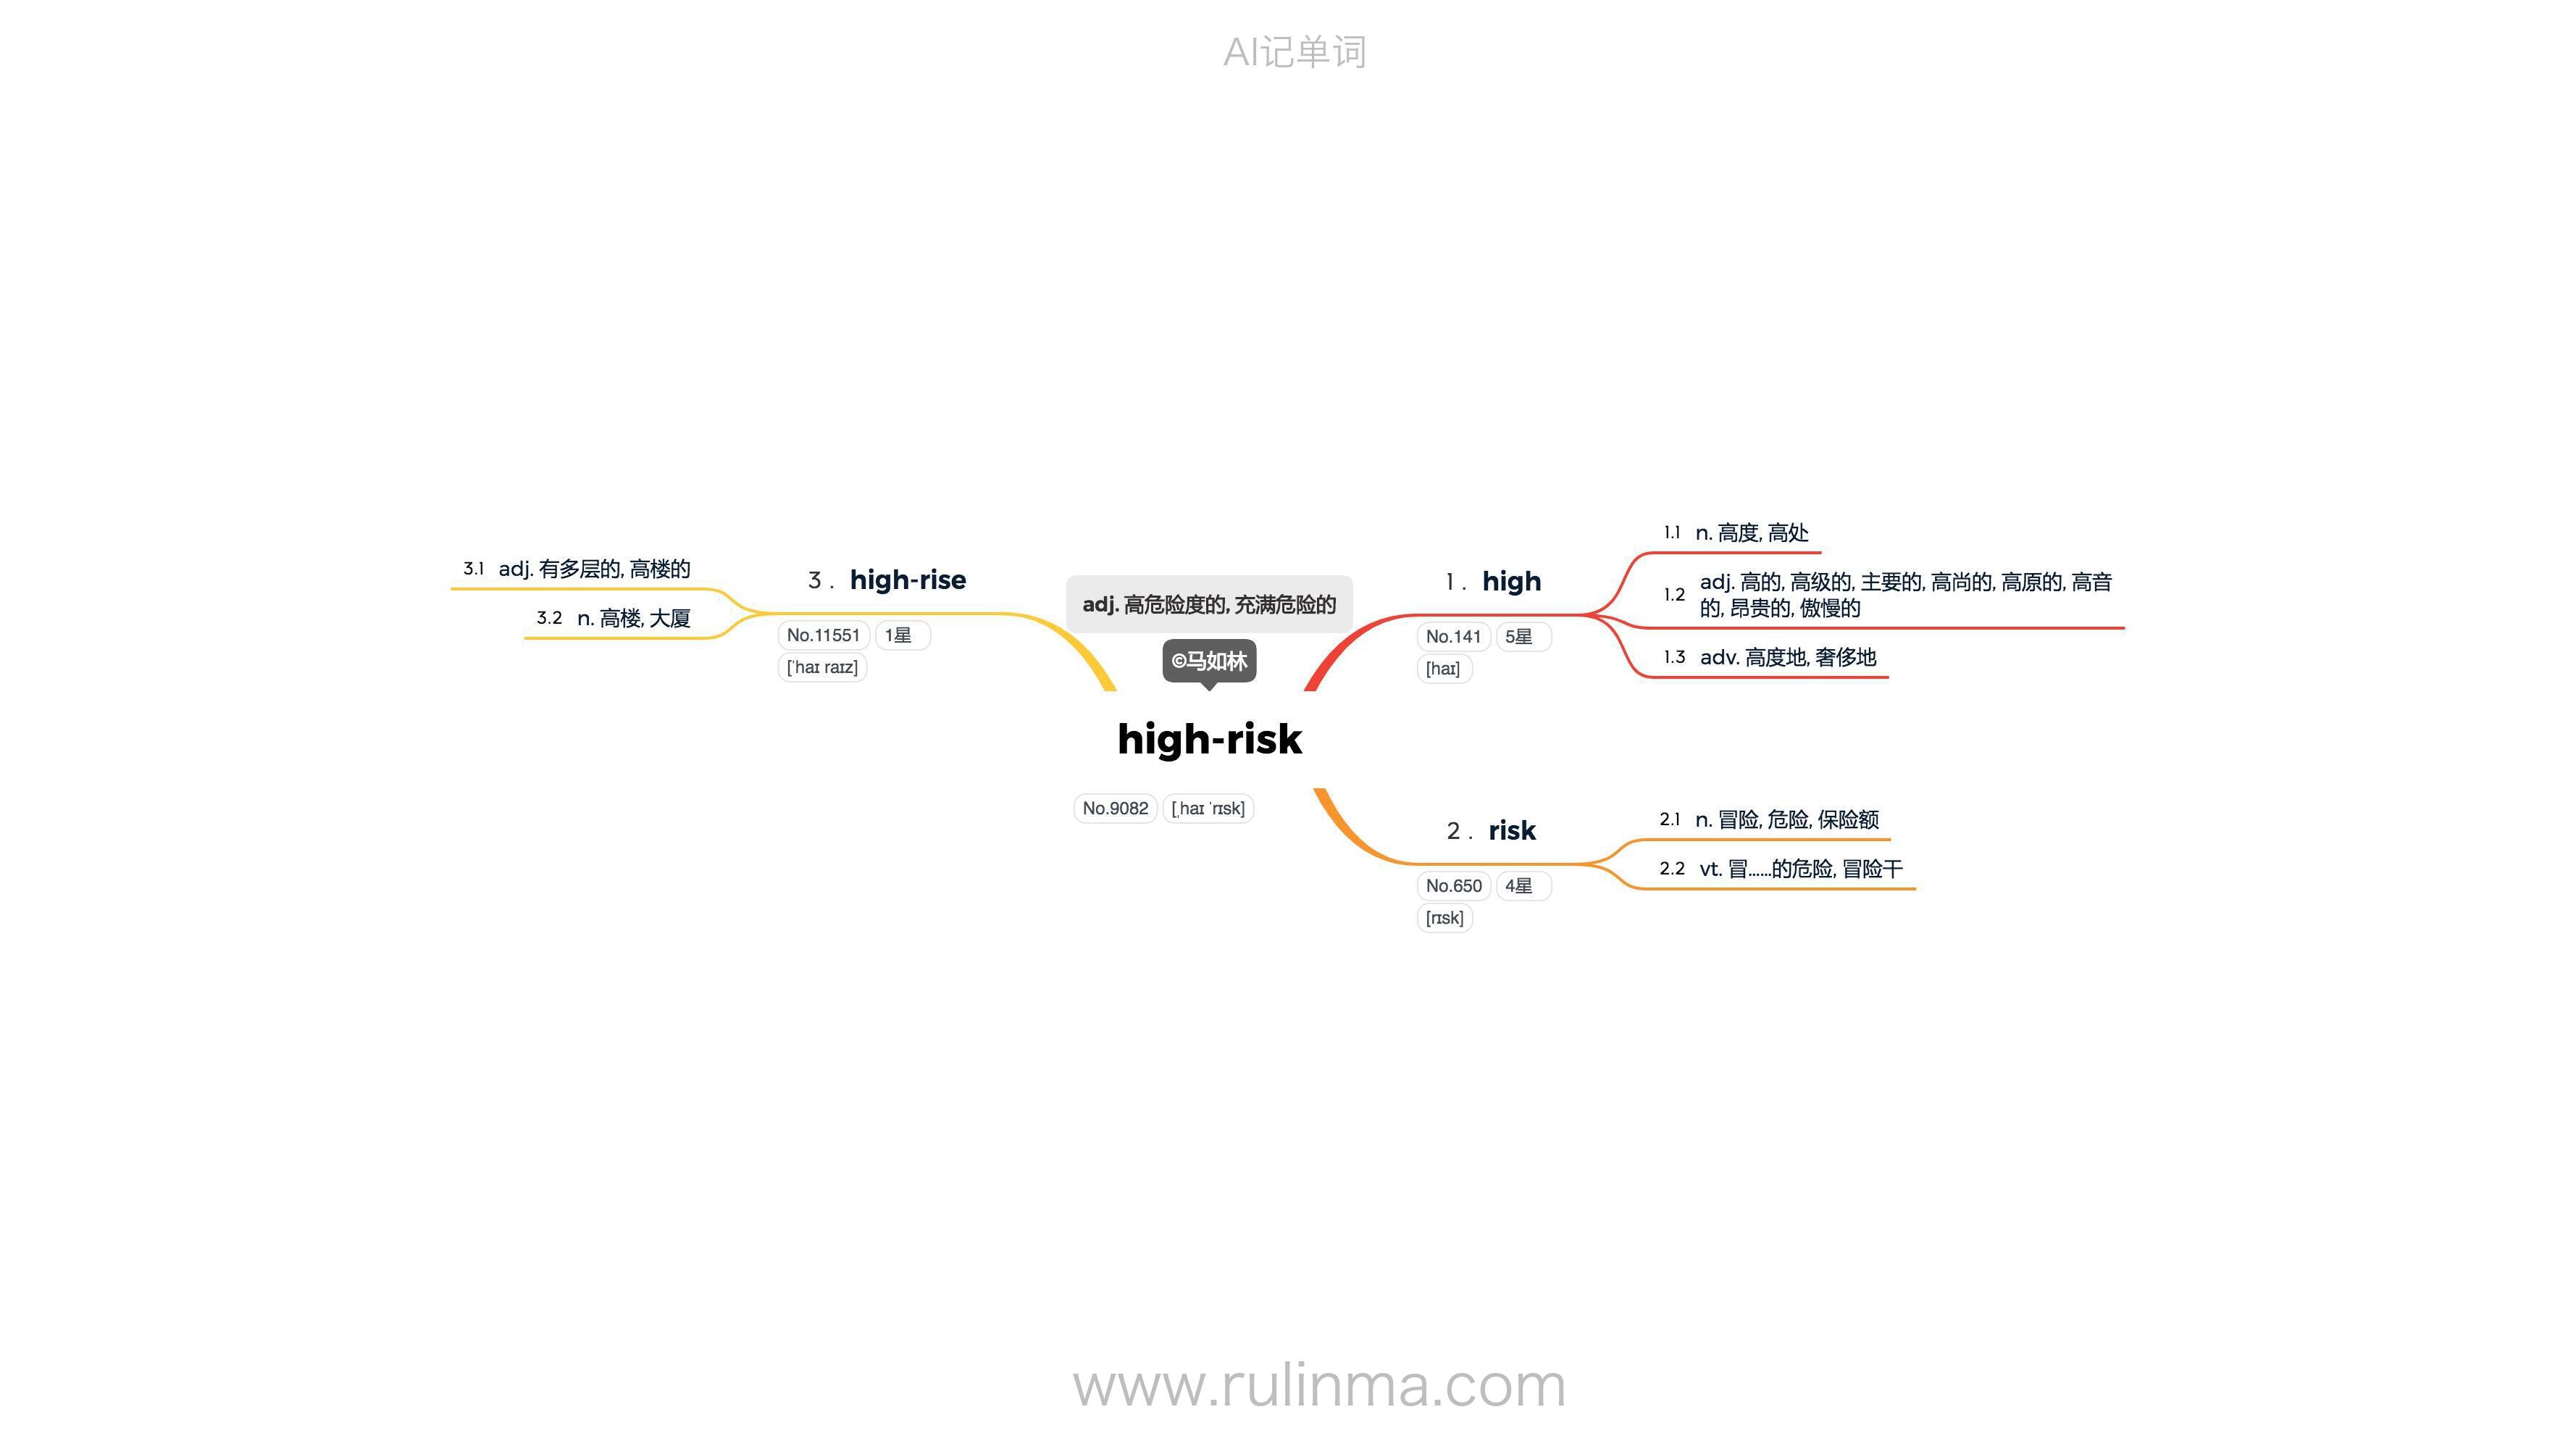 AI记单词
adj. 高危险度的, 充满危险的
©马如林
high-risk
No.9082 [ˌhaɪ ˈrɪsk]
1 . high
No.141 5星
[haɪ]
1.1 n. 高度, 高处
1.2 adj. 高的, 高级的, 主要的, 高尚的, 高原的, 高音
的, 昂贵的, 傲慢的
1.3 adv. 高度地, 奢侈地
2 . risk
No.650 4星
[rɪsk]
2.1 n. 冒险, 危险, 保险额
2.2 vt. 冒……的危险, 冒险干
3 . high-rise
No.11551 1星
[ˈhaɪ raɪz]
3.1 adj. 有多层的, 高楼的
3.2 n. 高楼, 大厦
www.rulinma.com